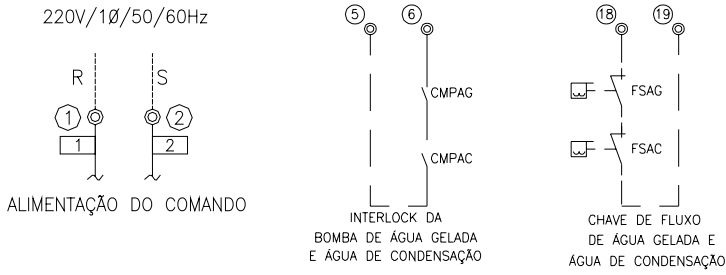 220V/1Ø/50/60Hz
R S
1 2
1 2
ALIMENTAÇÃO DO COMANDO
5 6
CMPAG
CMPAC
INTERLOCK DA
BOMBA DE ÁGUA GELADA
E ÁGUA DE CONDENSAÇÃO
18 19
FSAG
FSAC
CHAVE DE FLUXO
DE ÁGUA GELADA E
ÁGUA DE CONDENSAÇÃO